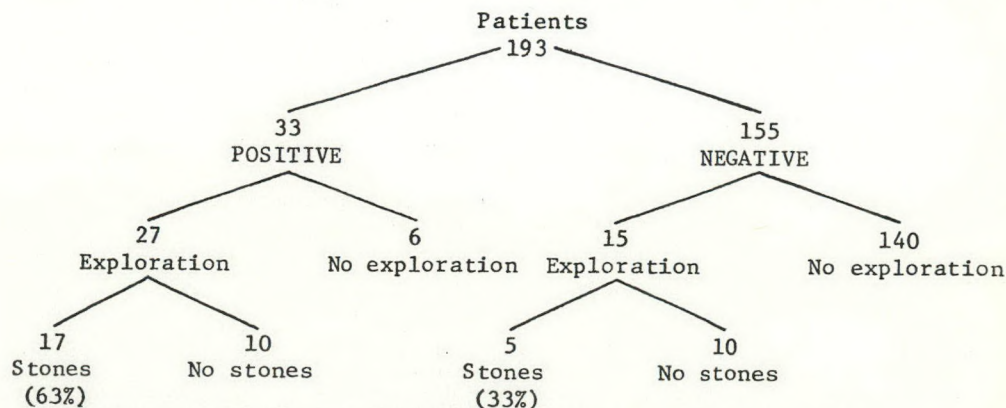 Patients
193
33
155
POSITIVE
NEGATIVE
27
6
15
140
Exploration
No exploration
Exploration
No exploration
17
10
5
10
Stones
No stones
Stones
No stones
(63%)
(33%)